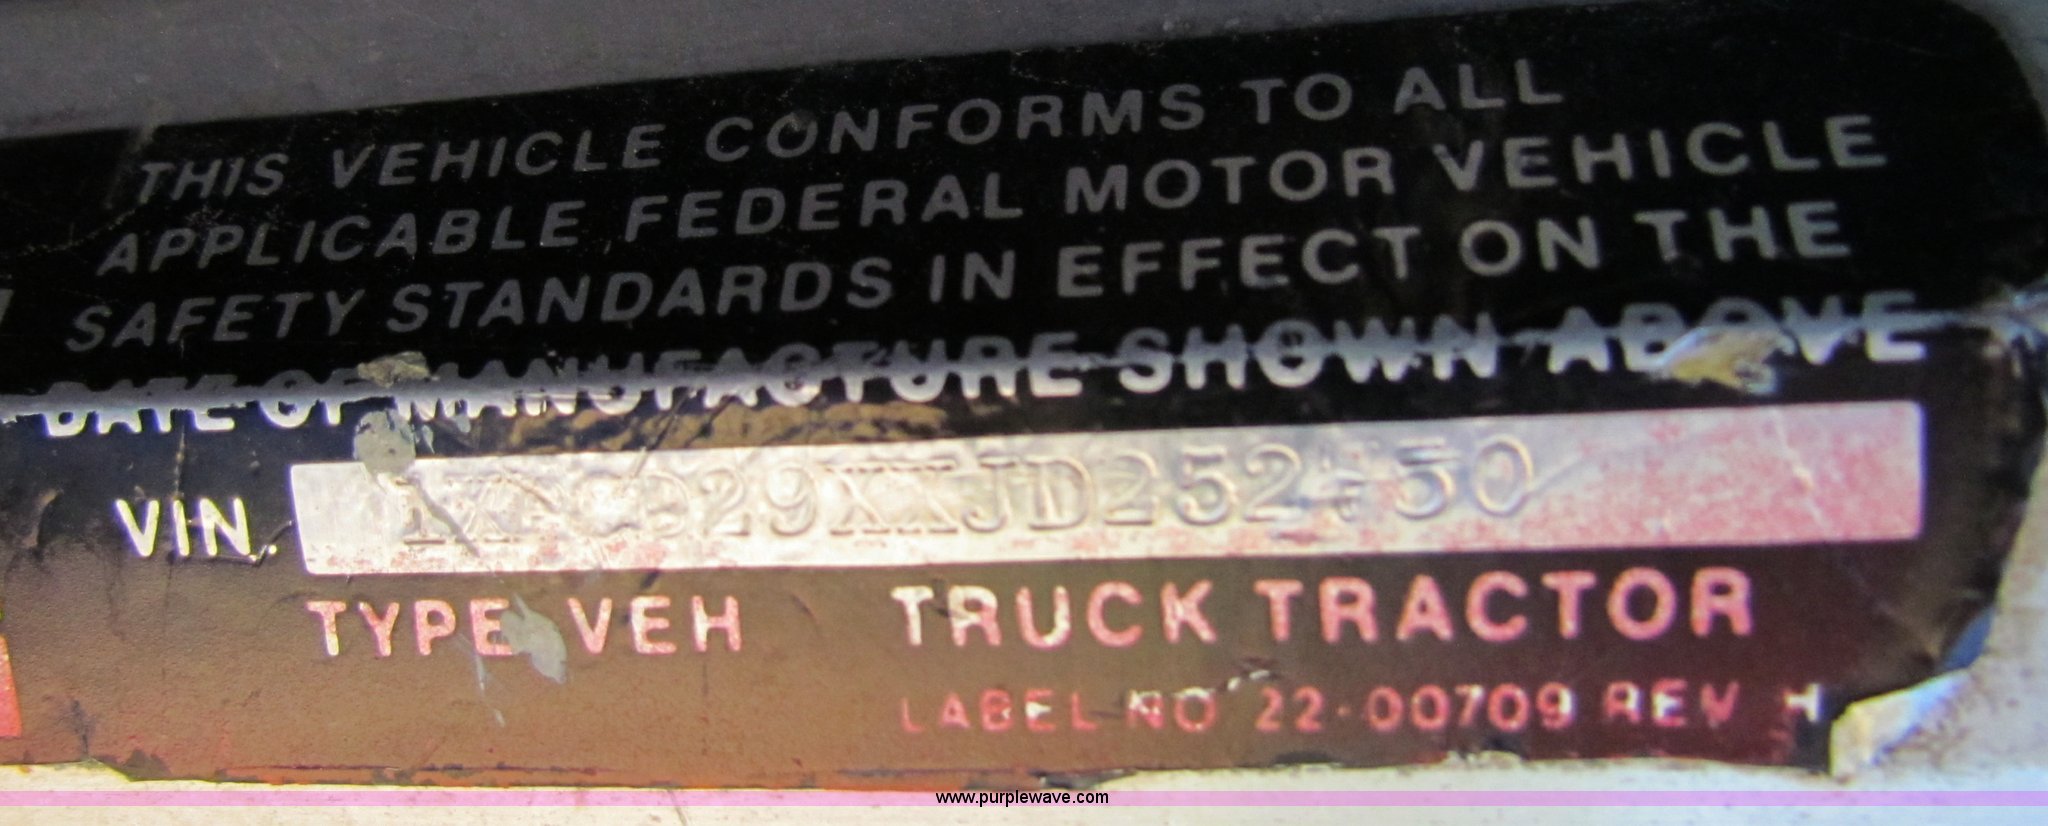 THIS VEHICLE CONFORMS TO ALL
APPLICABLE FEDERAL MOTOR VEHICLE
SAFETY STANDARDS IN EFFECT ON THE
DATE OF MANUFACTURE SHOWN ABOVE
VIN.
TYPE VEH TRUCK TRACTOR
LABEL NO 22-00709 REV H
www.purplewave.com